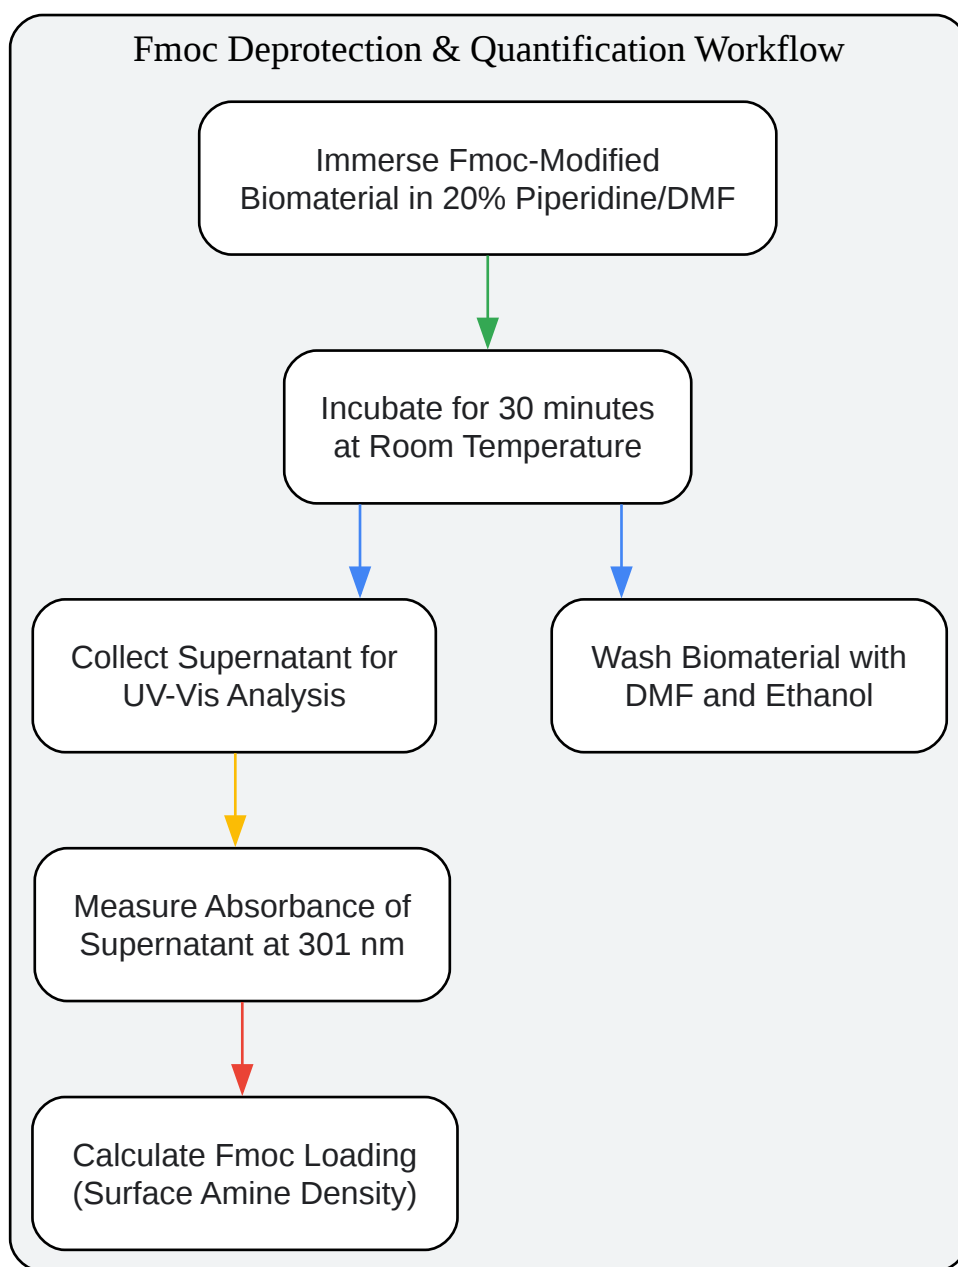 Fmoc Deprotection & Quantification Workflow
Immerse Fmoc-Modified
Biomaterial in 20% Piperidine/DMF
Incubate for 30 minutes
at Room Temperature
Collect Supernatant for
UV-Vis Analysis
Wash Biomaterial with
DMF and Ethanol
Measure Absorbance of
Supernatant at 301 nm
Calculate Fmoc Loading
(Surface Amine Density)